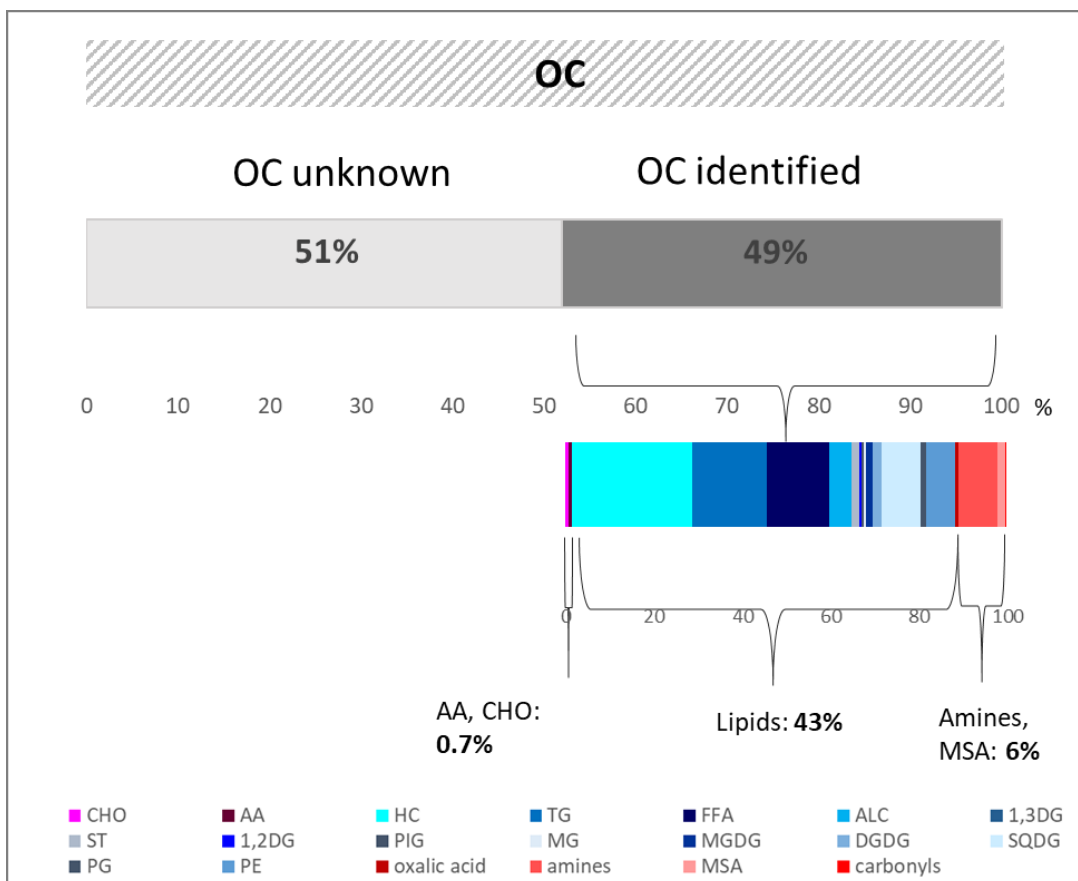 OC
OC unknown OC identified
51% 49%
0 10 20 30 40 50 60 70 80 90 100 %
0 20 40 60 80 100
AA, CHO:
0.7%
Lipids: 43%
Amines,
MSA: 6%
CHO AA HC TG FFA ALC 1,3DG
ST 1,2DG PIG MG MGDG DGDG SQDG
PG PE oxalic acid amines MSA carbonyls